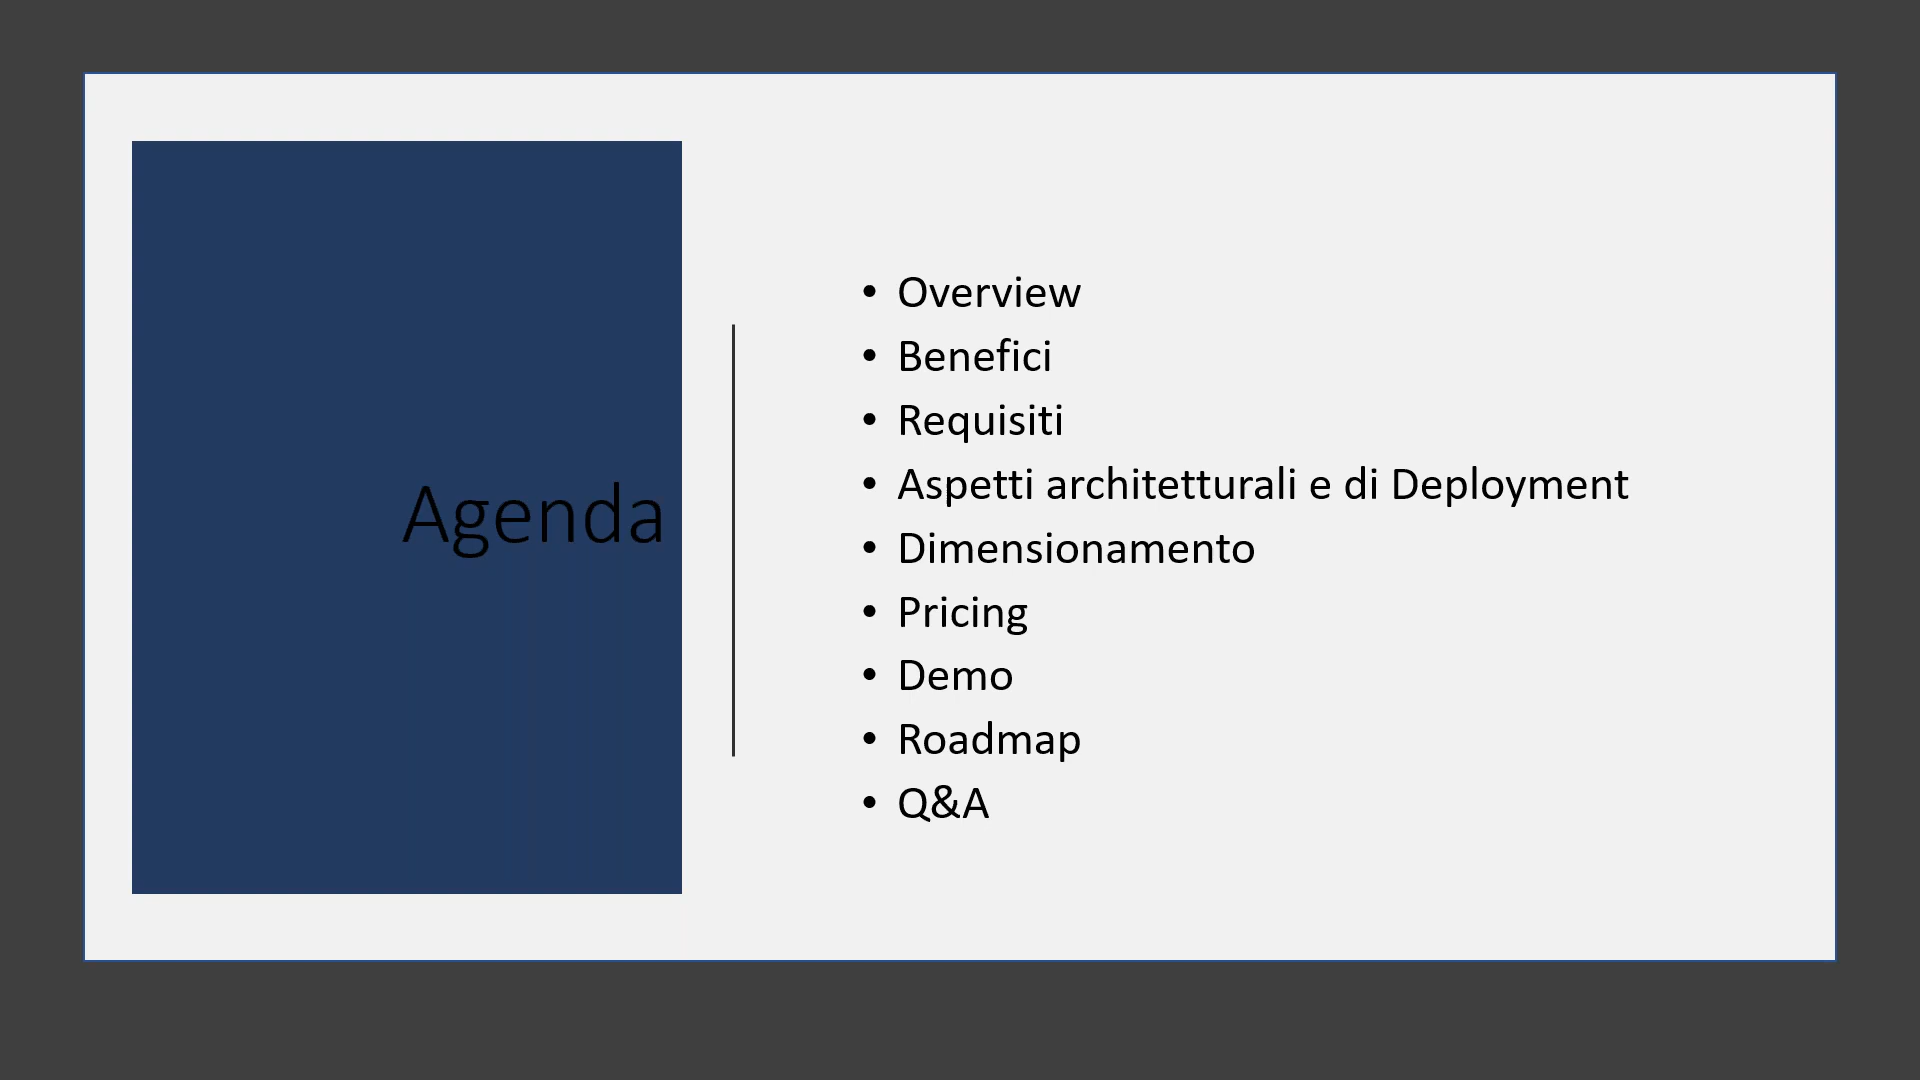 Agenda
• Overview
• Benefici
• Requisiti
• Aspetti architetturali e di Deployment
• Dimensionamento
• Pricing
• Demo
• Roadmap
• Q&A